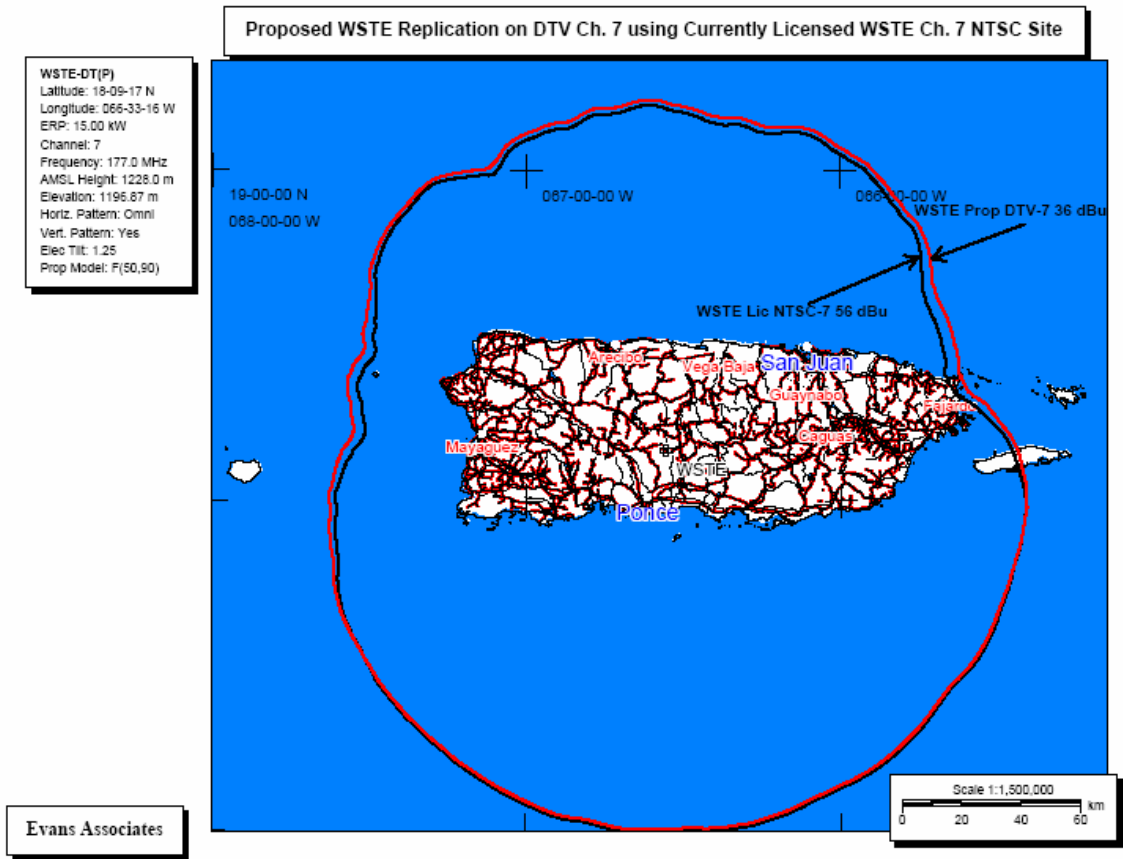 Proposed WSTE Replication on DTV Ch. 7 using Currently Licensed WSTE Ch. 7 NTSC Site
WSTE-DT(P)
Latitude: 18-09-17 N
Longitude: 066-33-16 W
ERP: 15.00 kW
Channel: 7
Frequency: 177.0 MHz
AMSL Height: 1228.0 m
Elevation: 1196.87 m
Horiz. Pattern: Omni
Vert. Pattern: Yes
Elec Tilt: 1.25
Prop Model: F(50,90)
19-00-00 N
068-00-00 W
067-00-00 W
066-00-00 W
WSTE Prop DTV-7 36 dBu
WSTE Lic NTSC-7 56 dBu
Arecibo
Vega Baja
San Juan
Guaynabo
Fajardo
Caguas
Mayaguez
WSTE
Ponce
Scale 1:1,500,000
0 20 40 60 km
Evans Associates